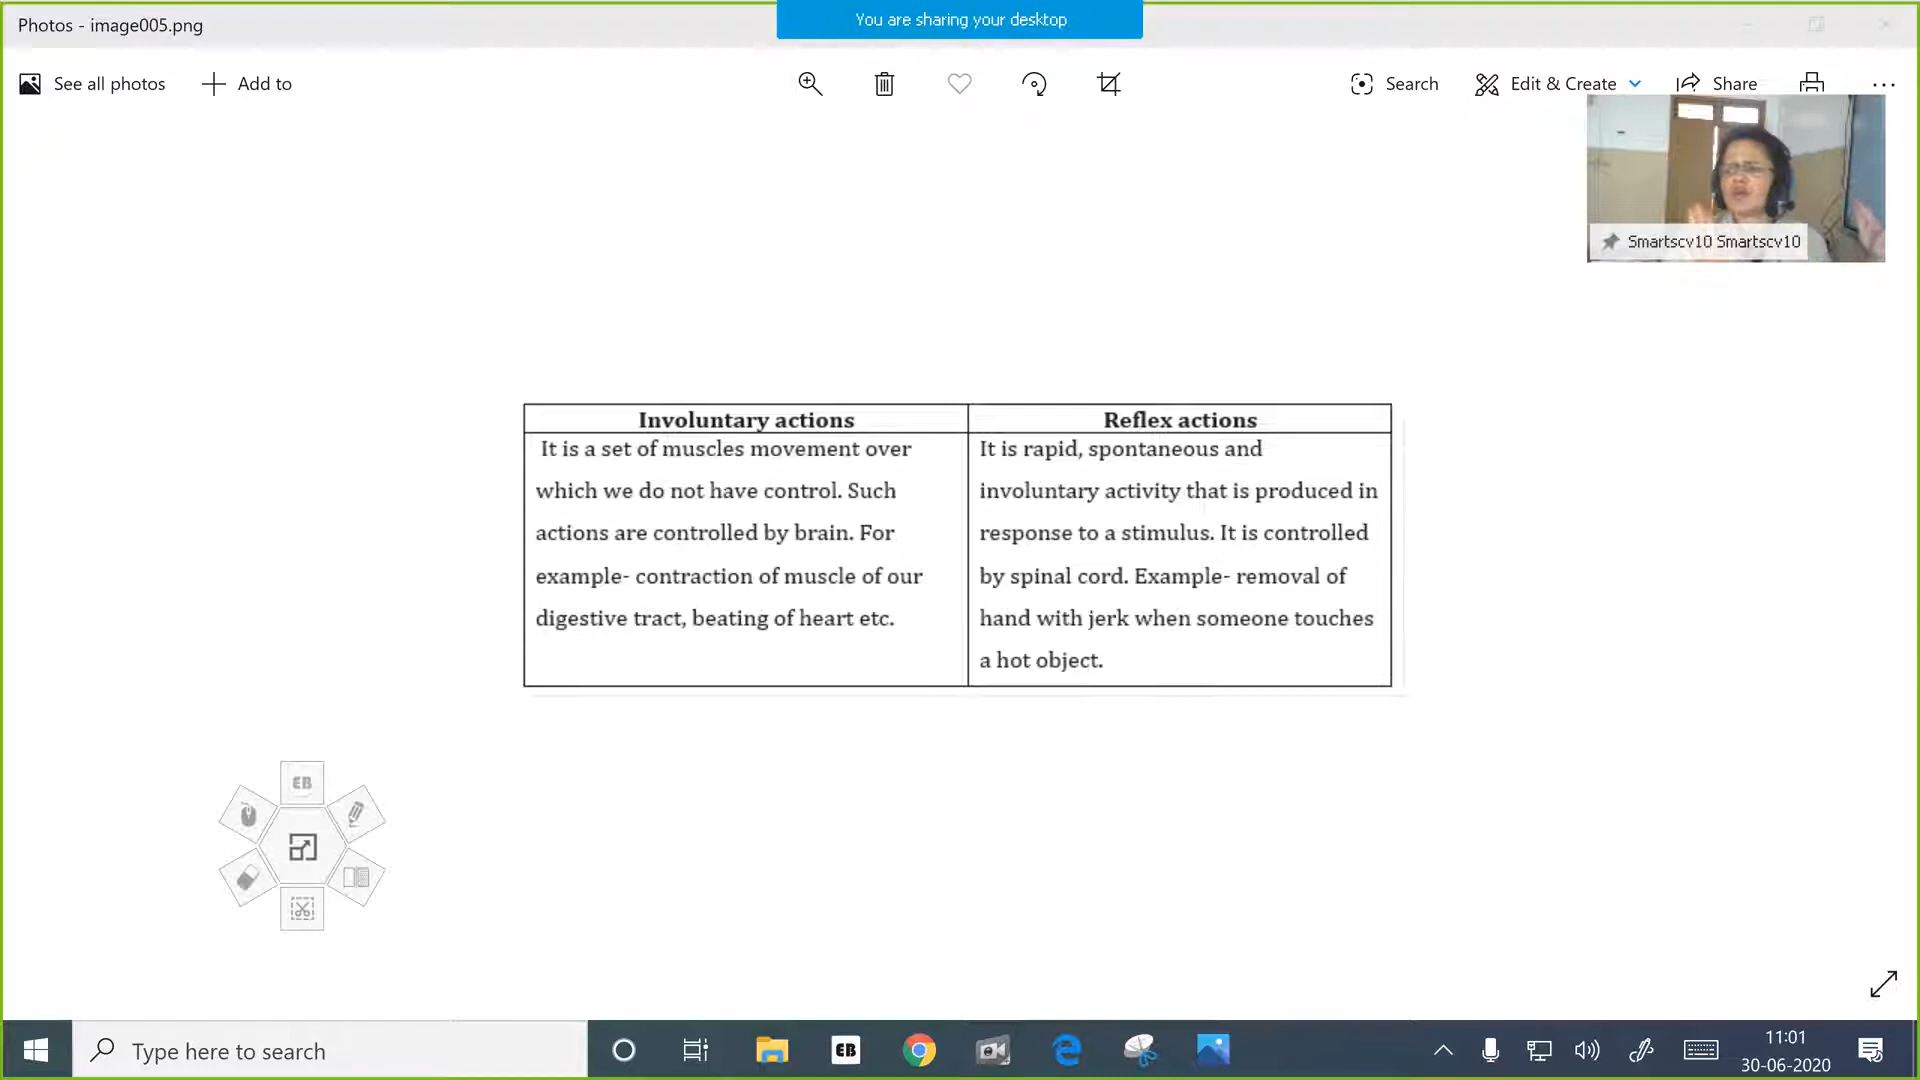 Photos - image005.png
You are sharing your desktop
See all photos
Add to
Search
Edit & Create
Share
Smartscv10 Smartscv10
Involuntary actions
It is a set of muscles movement over
which we do not have control. Such
actions are controlled by brain. For
example- contraction of muscle of our
digestive tract, beating of heart etc.
Reflex actions
It is rapid, spontaneous and
involuntary activity that is produced in
response to a stimulus. It is controlled
by spinal cord. Example- removal of
hand with jerk when someone touches
a hot object.
EB
Type here to search
EB
11:01
30-06-2020